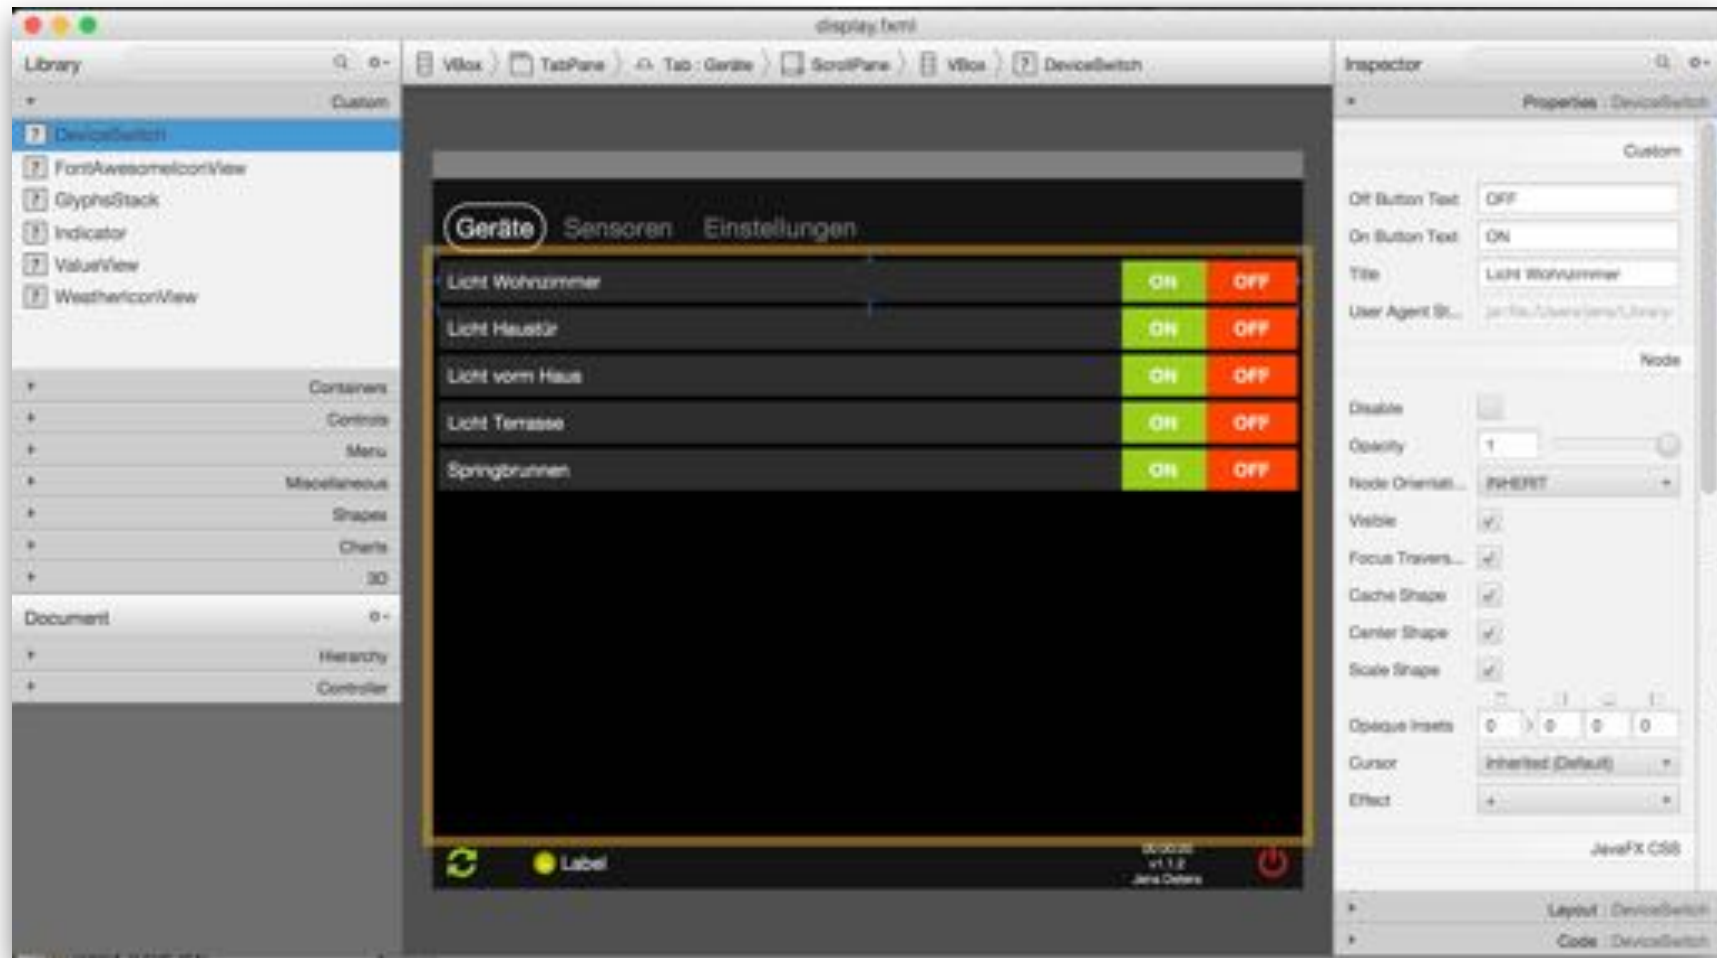 display.fxml
Library
Custom
DeviceSwitch
FontAwesomeIconView
GlyphsStack
Indicator
ValueView
WeatherIconView
Containers
Controls
Menu
Miscellaneous
Shapes
Charts
3D
Document
Hierarchy
Controller
VBox TabPane Tab : Geräte ScrollPane VBox DeviceSwitch
Geräte Sensoren Einstellungen
Licht Wohnzimmer ON OFF
Licht Haustür ON OFF
Licht vorm Haus ON OFF
Licht Terrasse ON OFF
Springbrunnen ON OFF
Label
00:00:00
v1.1.2
Jens Deters
Inspector
Properties : DeviceSwitch
Custom
Off Button Text OFF
On Button Text ON
Title Licht Wohnzimmer
User Agent St...
Node
Disable
Opacity 1
Node Orientati... INHERIT
Visible
Focus Travers...
Cache Shape
Center Shape
Scale Shape
Opaque Insets 0 0 0 0
Cursor Inherited (Default)
Effect +
JavaFX CSS
Layout : DeviceSwitch
Code : DeviceSwitch